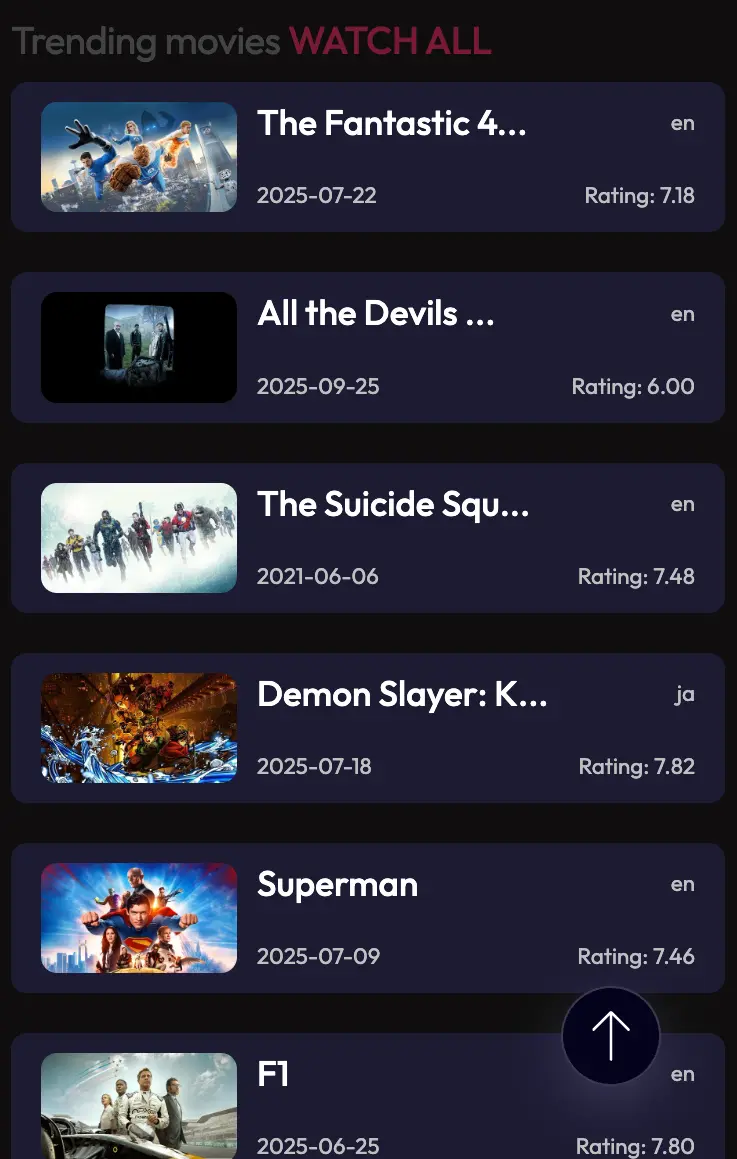 Trending movies WATCH ALL
The Fantastic 4... en
2025-07-22 Rating: 7.18
All the Devils ... en
2025-09-25 Rating: 6.00
The Suicide Squ... en
2021-06-06 Rating: 7.48
Demon Slayer: K... ja
2025-07-18 Rating: 7.82
Superman en
2025-07-09 Rating: 7.46
F1 en
2025-06-25 Rating: 7.80